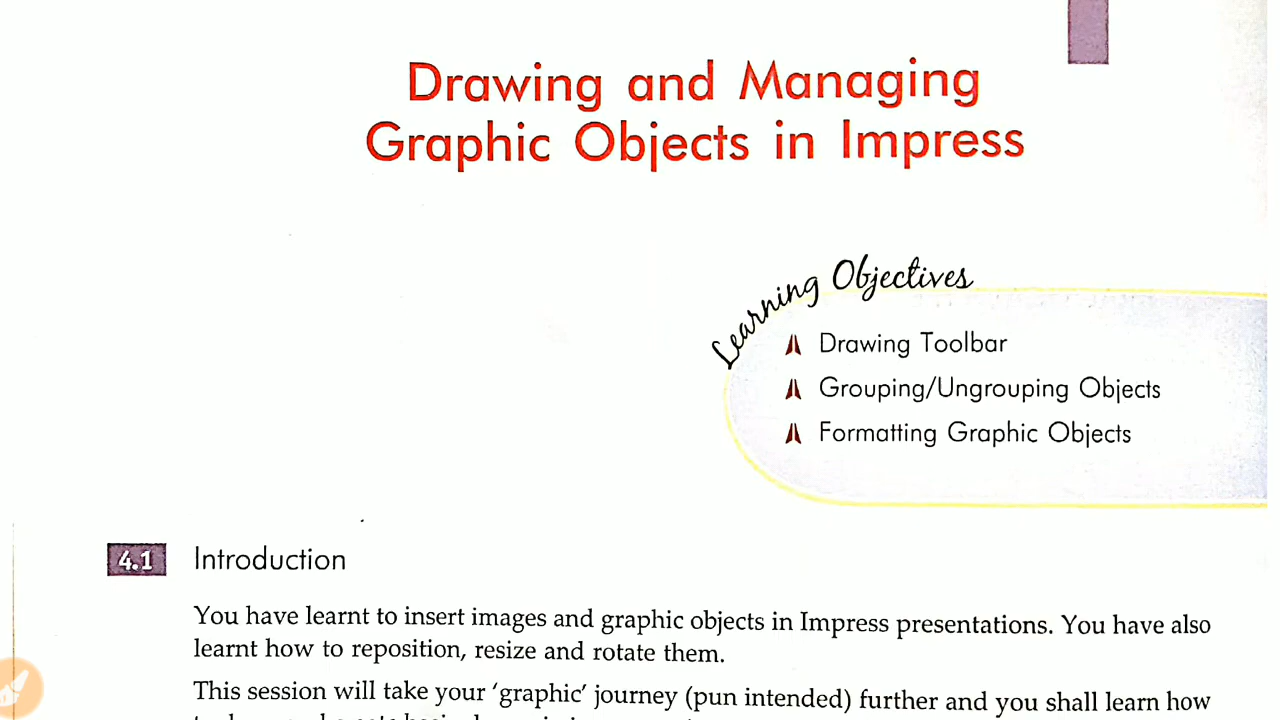 Drawing and Managing
Graphic Objects in Impress
Learning Objectives
Drawing Toolbar
Grouping/Ungrouping Objects
Formatting Graphic Objects
4.1 Introduction
You have learnt to insert images and graphic objects in Impress presentations. You have also
learnt how to reposition, resize and rotate them.
This session will take your ‘graphic’ journey (pun intended) further and you shall learn how